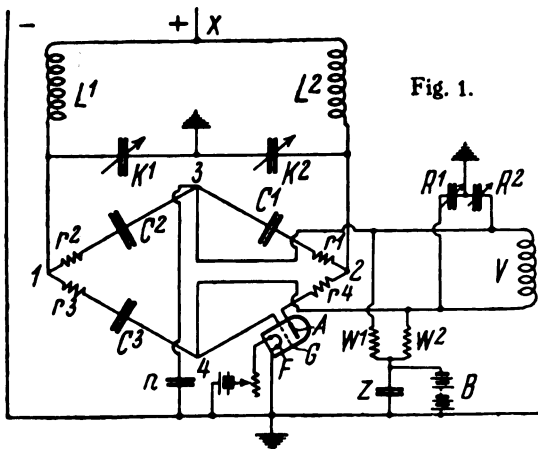 - + X
L¹ L² Fig. 1.
K¹ K² R¹ R²
3
C² C¹
r² r¹
1 2
r³ r4 V
C³ A W¹ W²
4 F G
n Z B